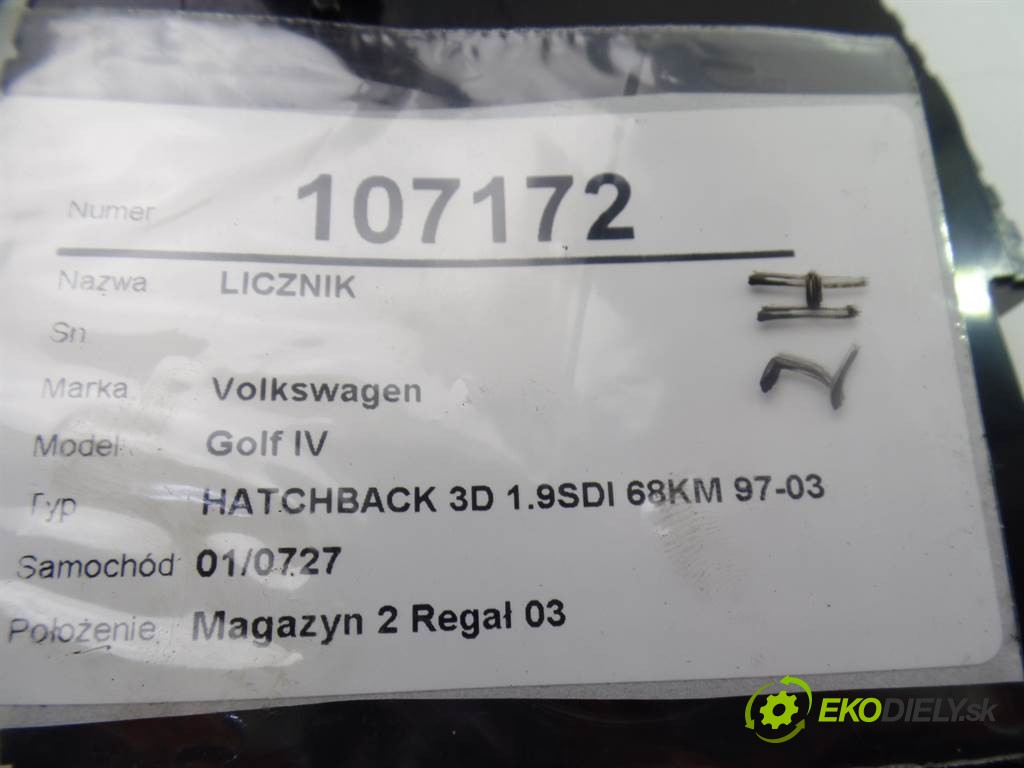 Numer 107172
Nazwa LICZNIK
Sn
Marka Volkswagen
Model Golf IV
Typ HATCHBACK 3D 1.9SDI 68KM 97-03
Samochód 01/0727
Położenie Magazyn 2 Regał 03
EKODIELY.sk